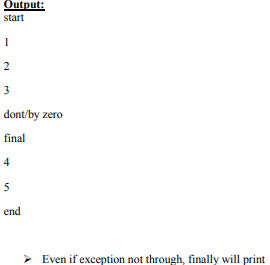 Output:
start
1
2
3
dont/by zero
final
4
5
end
➢ Even if exception not through, finally will print